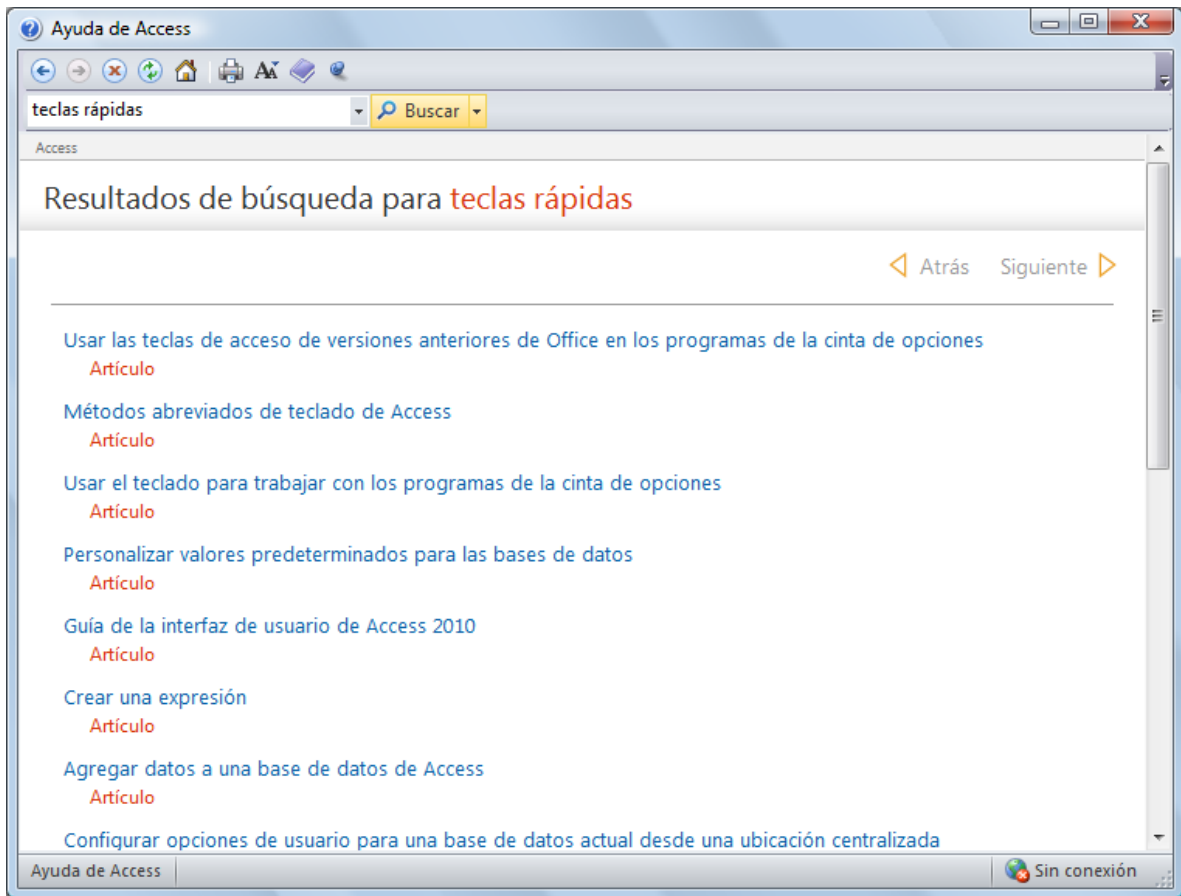 Ayuda de Access
teclas rápidas
Buscar
Access
Resultados de búsqueda para teclas rápidas
Atrás Siguiente
Usar las teclas de acceso de versiones anteriores de Office en los programas de la cinta de opciones
Artículo
Métodos abreviados de teclado de Access
Artículo
Usar el teclado para trabajar con los programas de la cinta de opciones
Artículo
Personalizar valores predeterminados para las bases de datos
Artículo
Guía de la interfaz de usuario de Access 2010
Artículo
Crear una expresión
Artículo
Agregar datos a una base de datos de Access
Artículo
Configurar opciones de usuario para una base de datos actual desde una ubicación centralizada
Ayuda de Access
Sin conexión